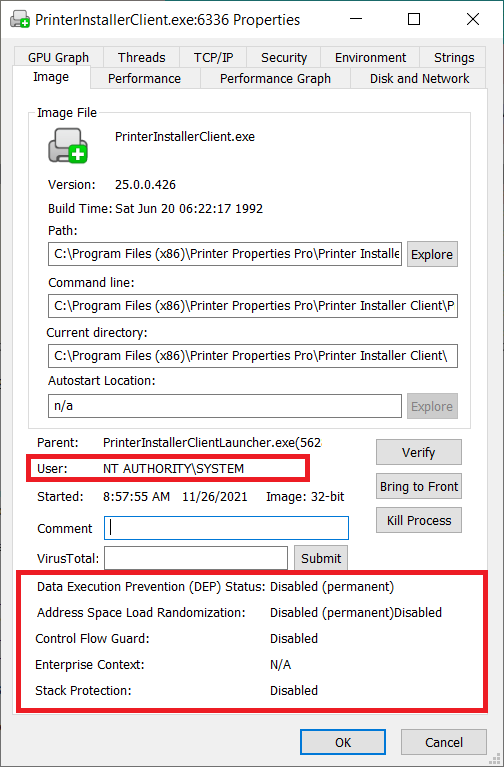 PrinterInstallerClient.exe:6336 Properties
GPU Graph Threads TCP/IP Security Environment Strings
Image Performance Performance Graph Disk and Network
Image File
PrinterInstallerClient.exe
Version: 25.0.0.426
Build Time: Sat Jun 20 06:22:17 1992
Path:
C:\Program Files (x86)\Printer Properties Pro\Printer Installe Explore
Command line:
C:\Program Files (x86)\Printer Properties Pro\Printer Installer Client\P
Current directory:
C:\Program Files (x86)\Printer Properties Pro\Printer Installer Client\
Autostart Location:
n/a Explore
Parent: PrinterInstallerClientLauncher.exe(562 Verify
User: NT AUTHORITY\SYSTEM
Bring to Front
Started: 8:57:55 AM 11/26/2021 Image: 32-bit
Comment Kill Process
VirusTotal: Submit
Data Execution Prevention (DEP) Status: Disabled (permanent)
Address Space Load Randomization: Disabled (permanent)Disabled
Control Flow Guard: Disabled
Enterprise Context: N/A
Stack Protection: Disabled
OK Cancel